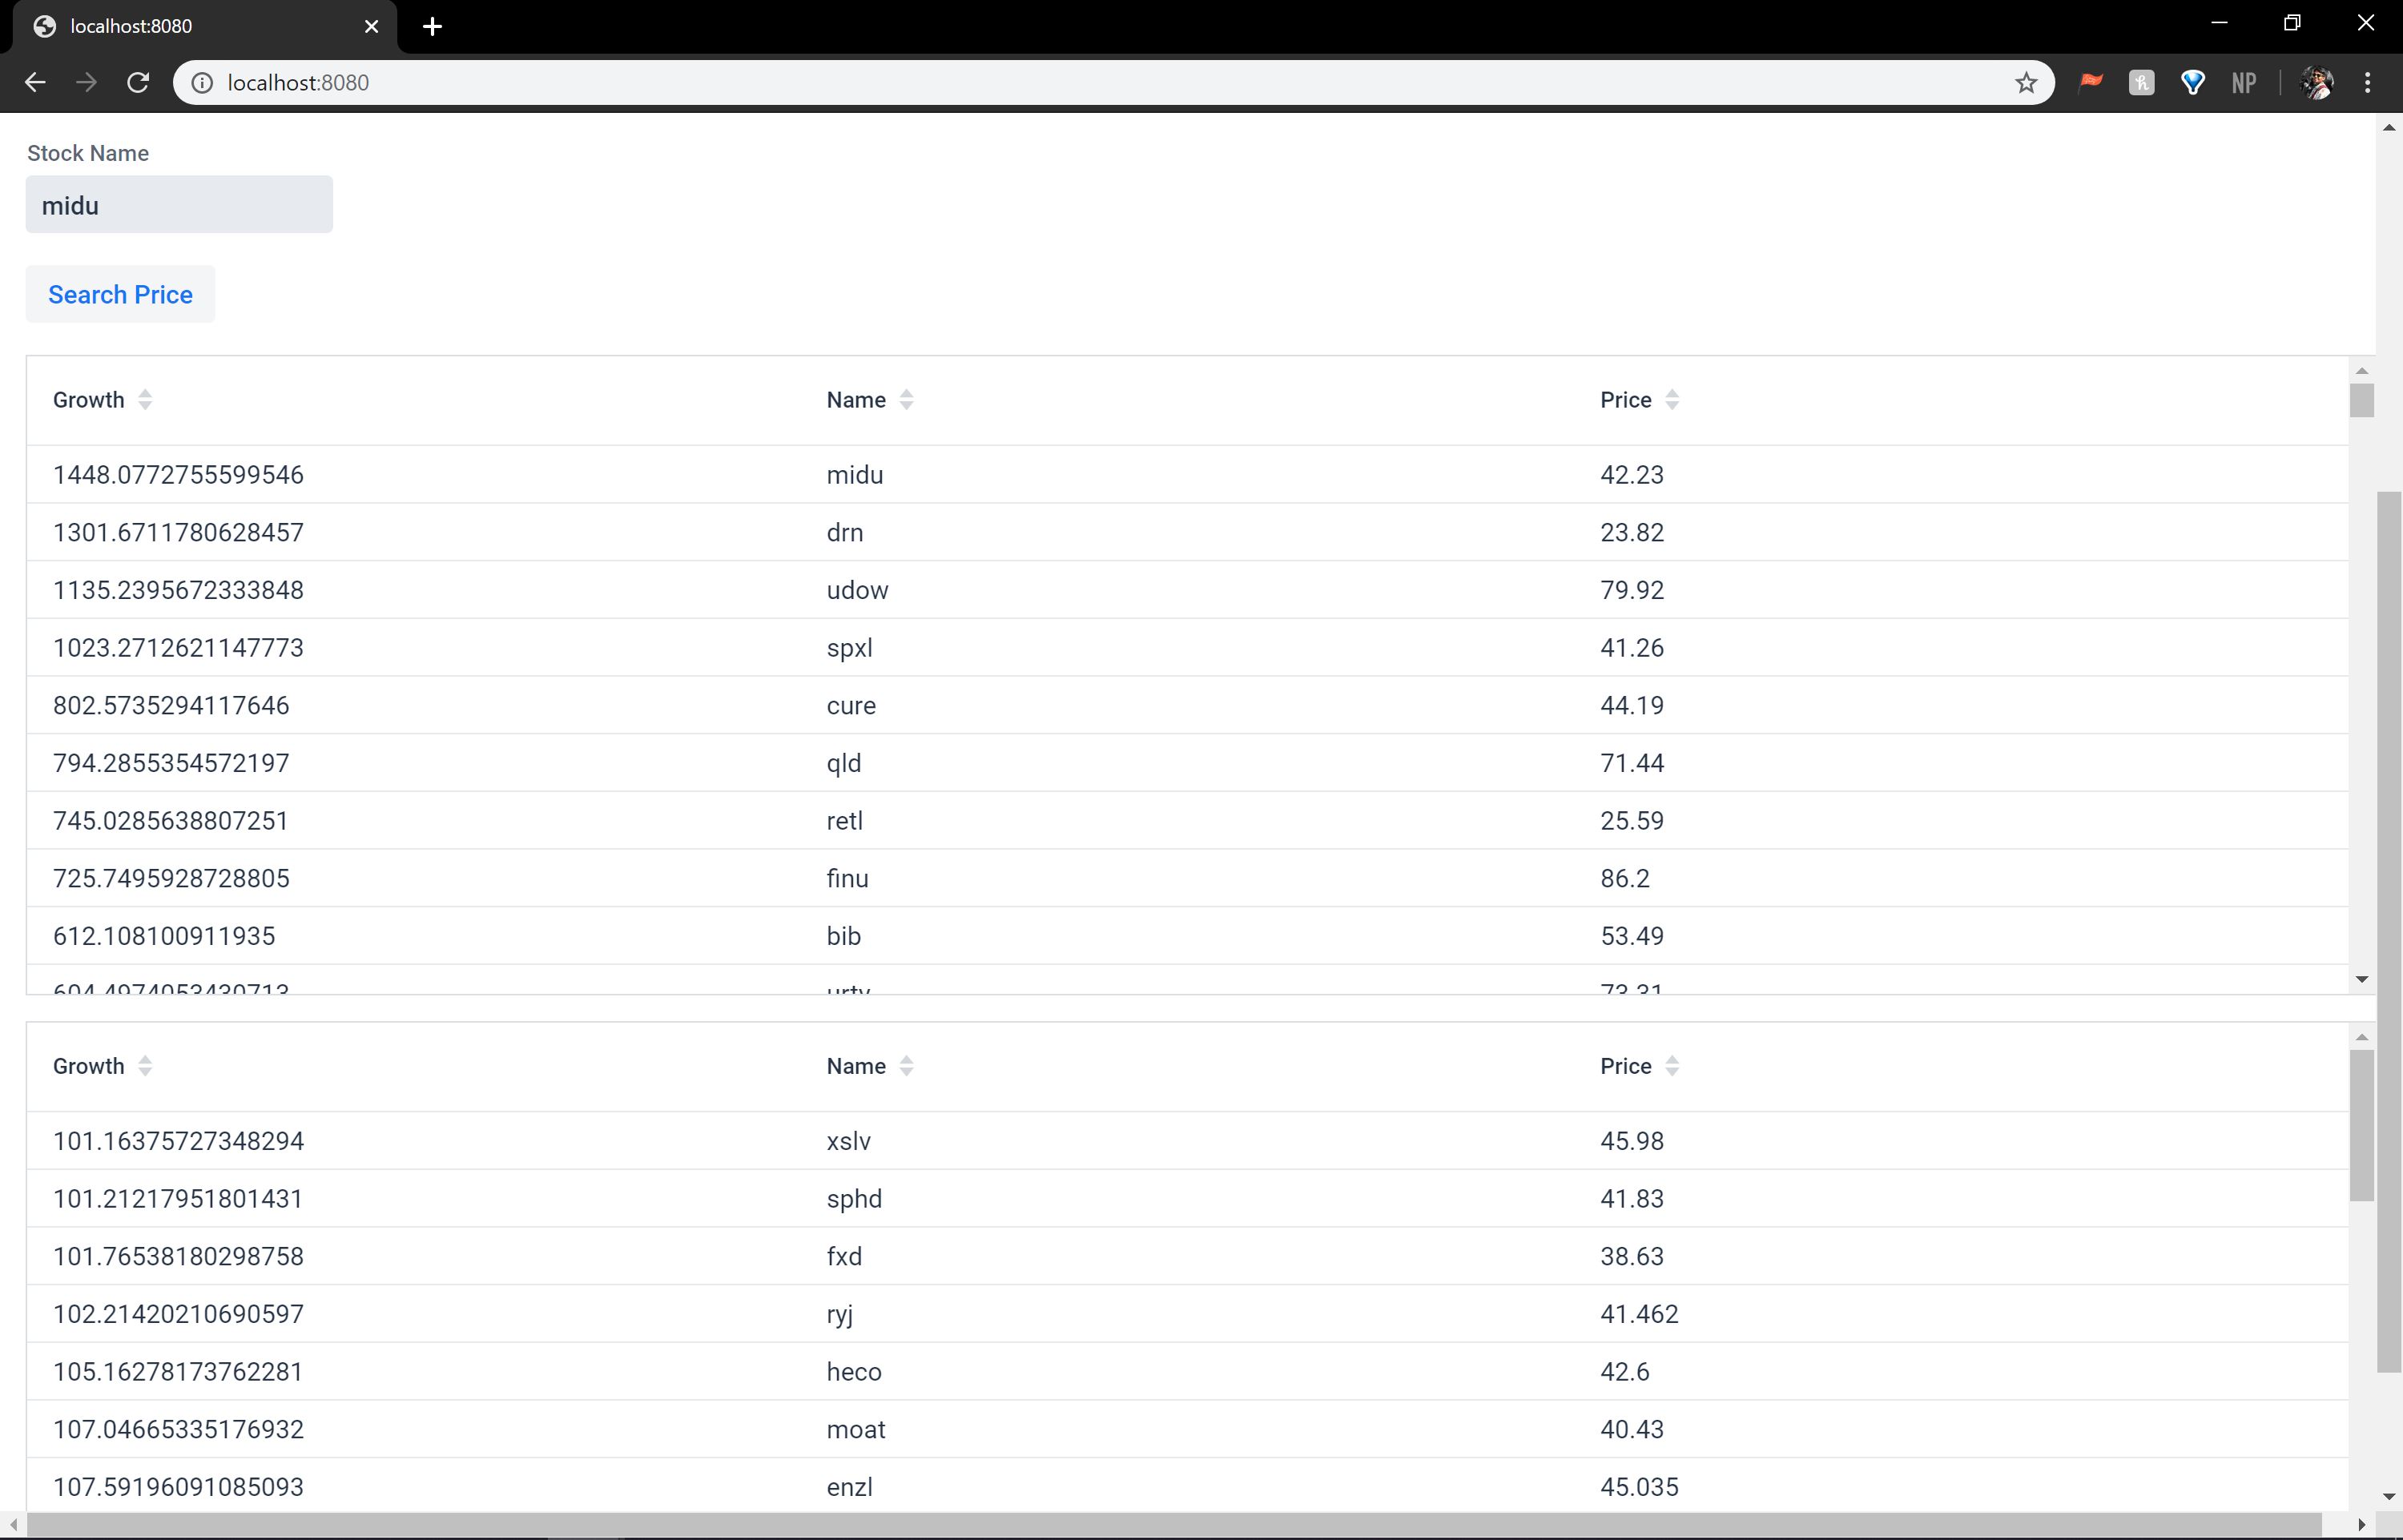 localhost:8080
localhost:8080
NP
Stock Name
midu
Search Price
Growth Name Price
1448.0772755599546 midu 42.23
1301.6711780628457 drn 23.82
1135.2395672333848 udow 79.92
1023.2712621147773 spxl 41.26
802.5735294117646 cure 44.19
794.2855354572197 qld 71.44
745.0285638807251 retl 25.59
725.7495928728805 finu 86.2
612.108100911935 bib 53.49
604.4974053430713 urty 73.31
Growth Name Price
101.16375727348294 xslv 45.98
101.21217951801431 sphd 41.83
101.76538180298758 fxd 38.63
102.21420210690597 ryj 41.462
105.16278173762281 heco 42.6
107.04665335176932 moat 40.43
107.59196091085093 enzl 45.035